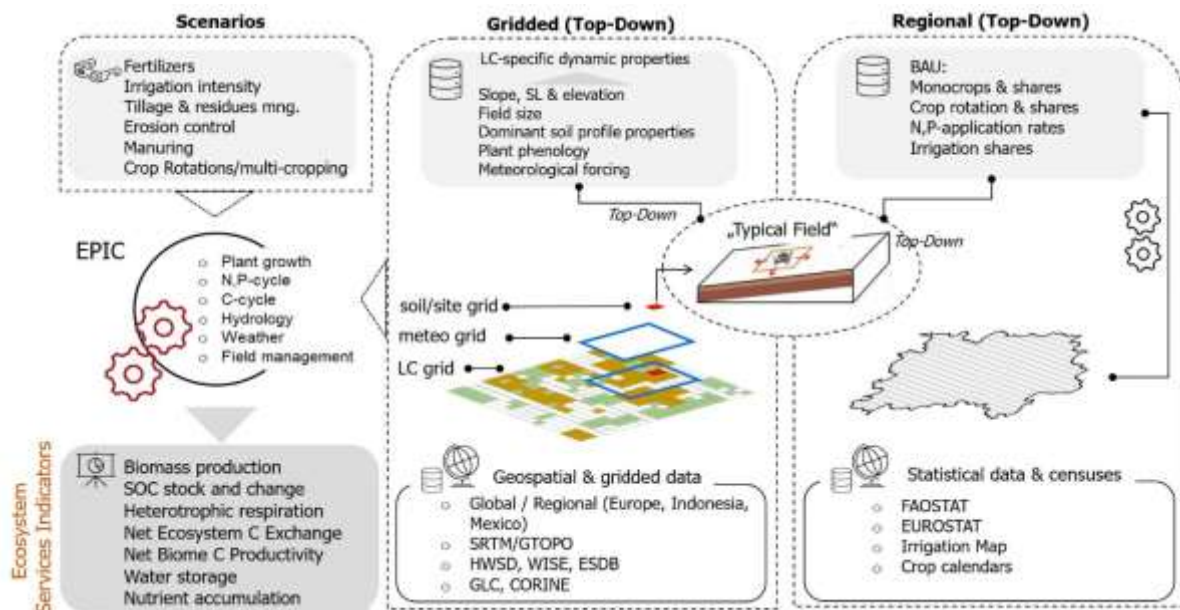 Scenarios
Fertilizers
Irrigation intensity
Tillage & residues mng.
Erosion control
Manuring
Crop Rotations/multi-cropping
EPIC
Plant growth
N,P-cycle
C-cycle
Hydrology
Weather
Field management
Ecosystem
Services Indicators
Biomass production
SOC stock and change
Heterotrophic respiration
Net Ecosystem C Exchange
Net Biome C Productivity
Water storage
Nutrient accumulation
Gridded (Top-Down)
LC-specific dynamic properties
Slope, SL & elevation
Field size
Dominant soil profile properties
Plant phenology
Meteorological forcing
Top-Down
„Typical Field“
soil/site grid
meteo grid
LC grid
Geospatial & gridded data
Global / Regional (Europe, Indonesia,
Mexico)
SRTM/GTOPO
HWSD, WISE, ESDB
GLC, CORINE
Regional (Top-Down)
BAU:
Monocrops & shares
Crop rotation & shares
N,P-application rates
Irrigation shares
Top-Down
Statistical data & censuses
FAOSTAT
EUROSTAT
Irrigation Map
Crop calendars